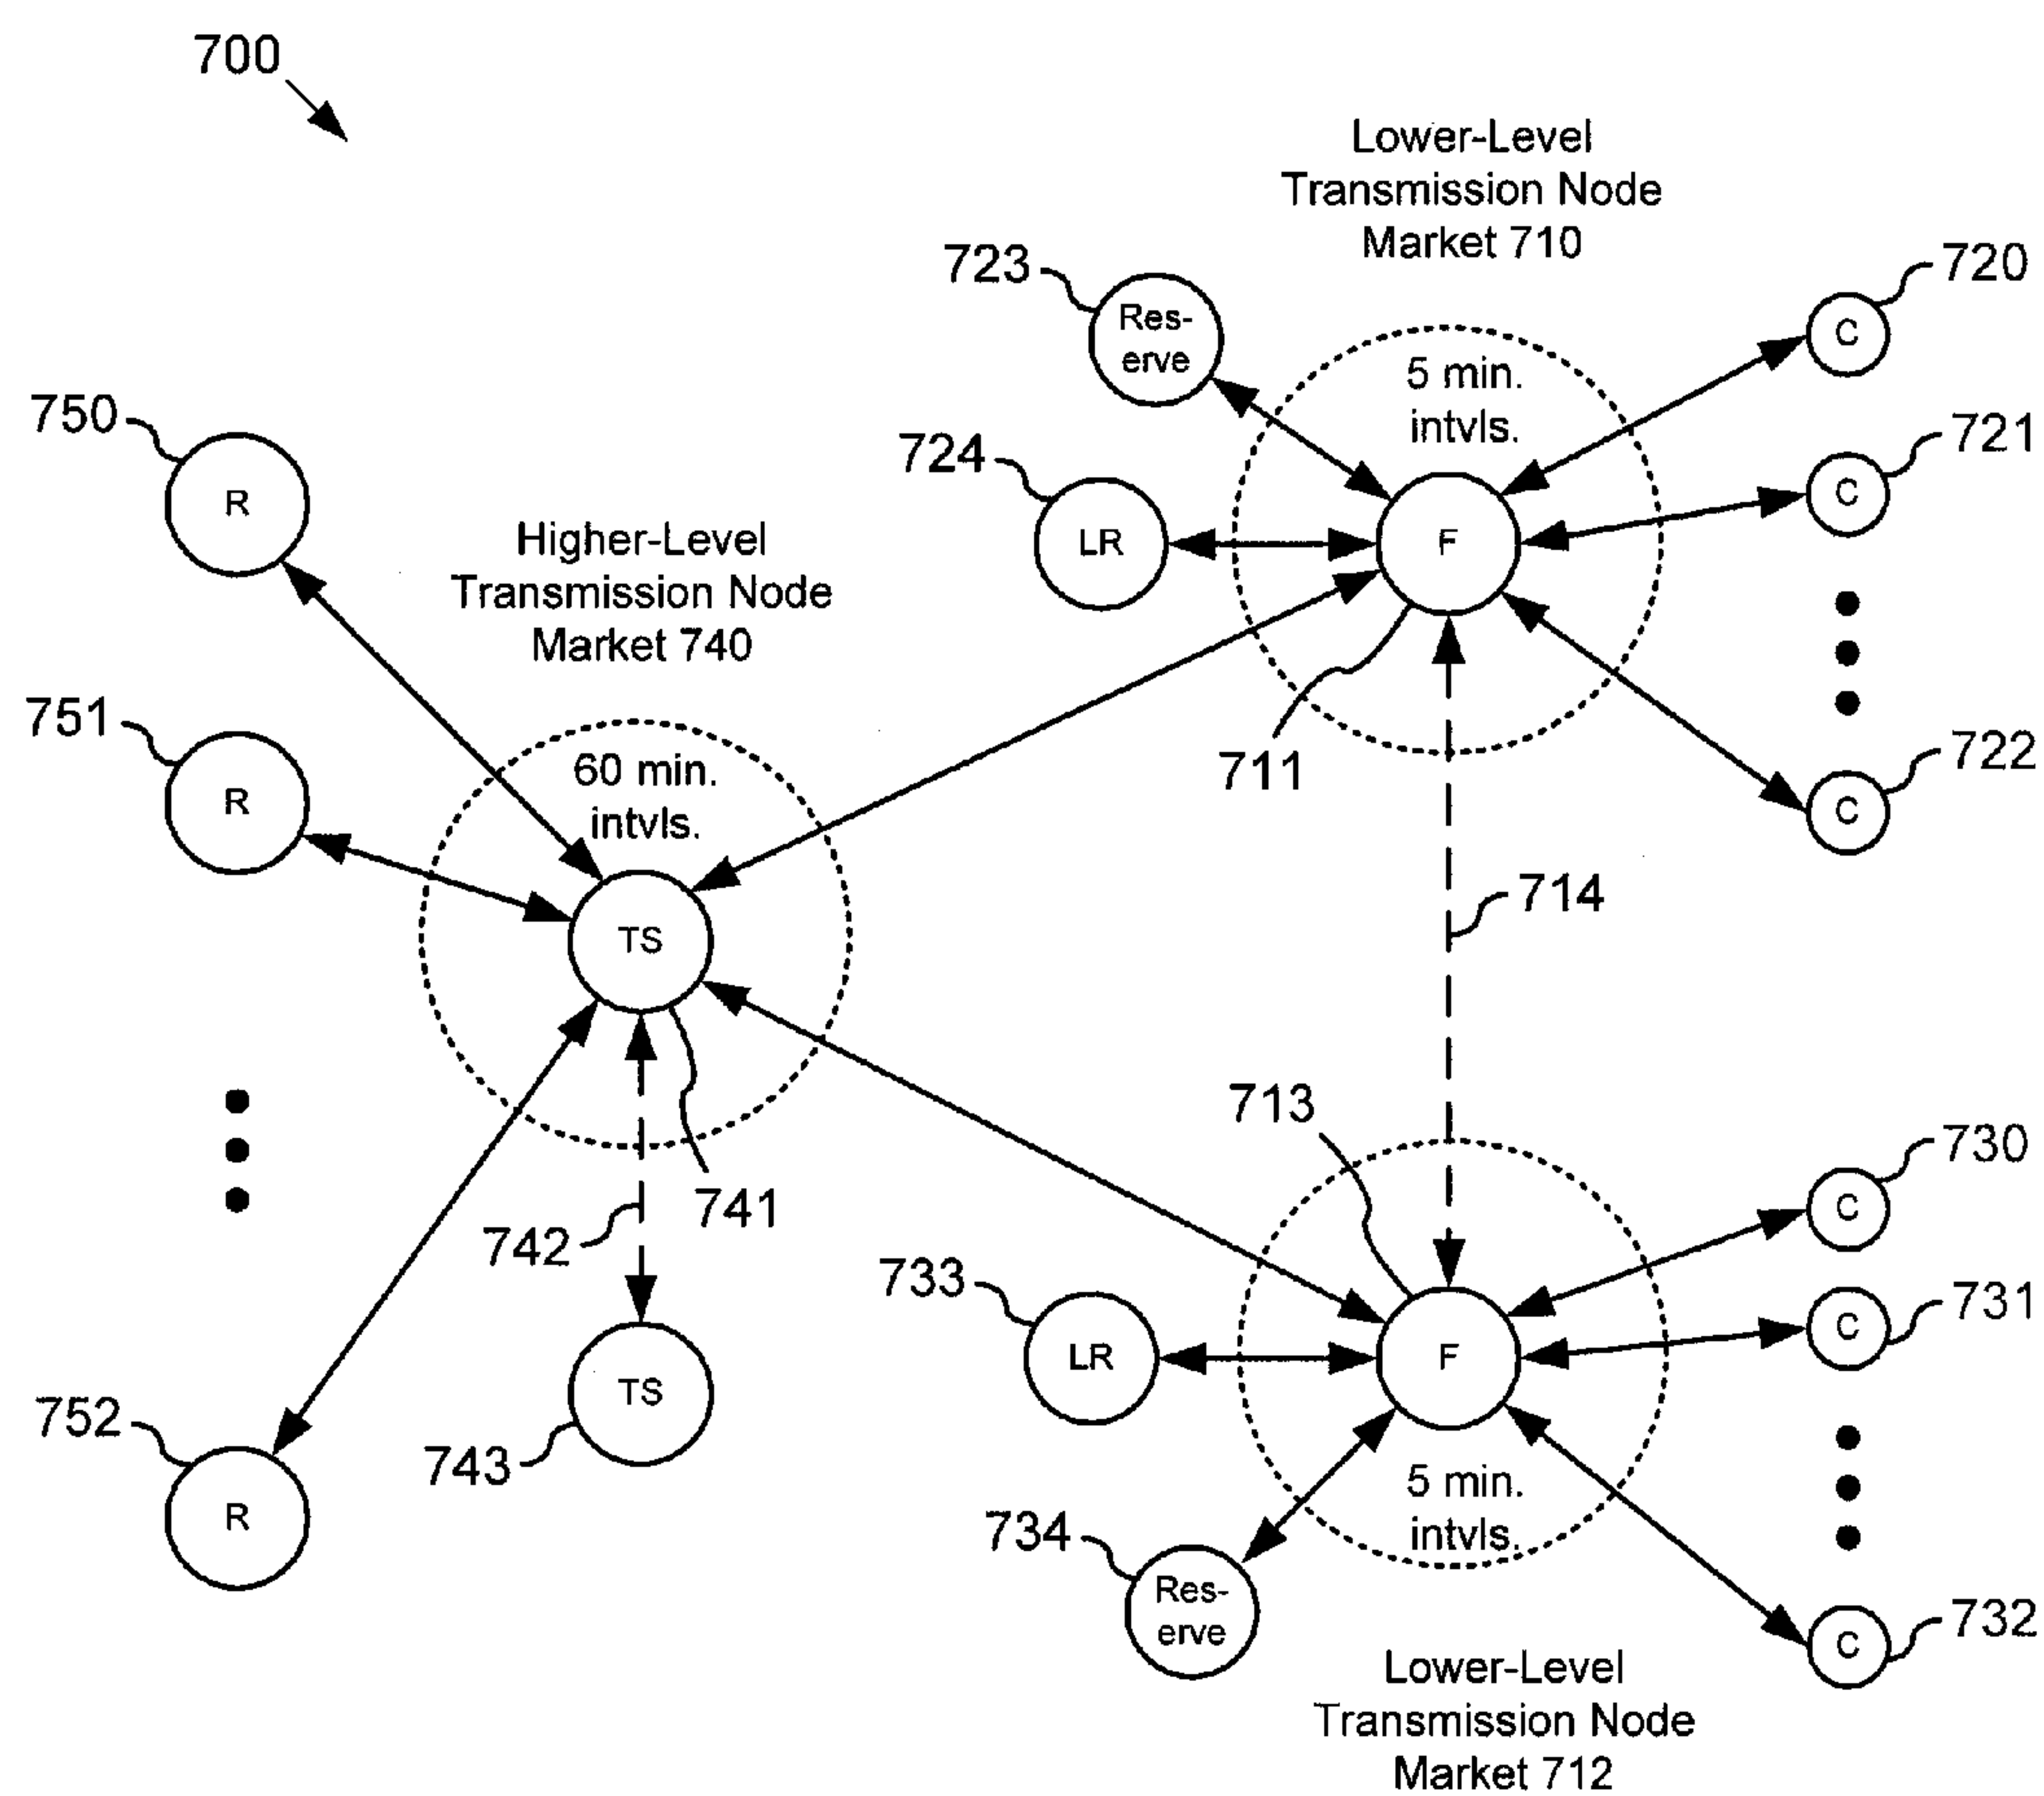 700
Lower-Level
Transmission Node
Market 710
723
Res-
erve
720
C
5 min.
intvls.
750
R
724
LR
F
721
C
Higher-Level
Transmission Node
Market 740
751
R
60 min.
intvls.
711
722
C
TS
714
713
730
C
741
742
733
LR
F
731
C
752
R
743
TS
5 min.
intvls.
734
Res-
erve
732
C
Lower-Level
Transmission Node
Market 712